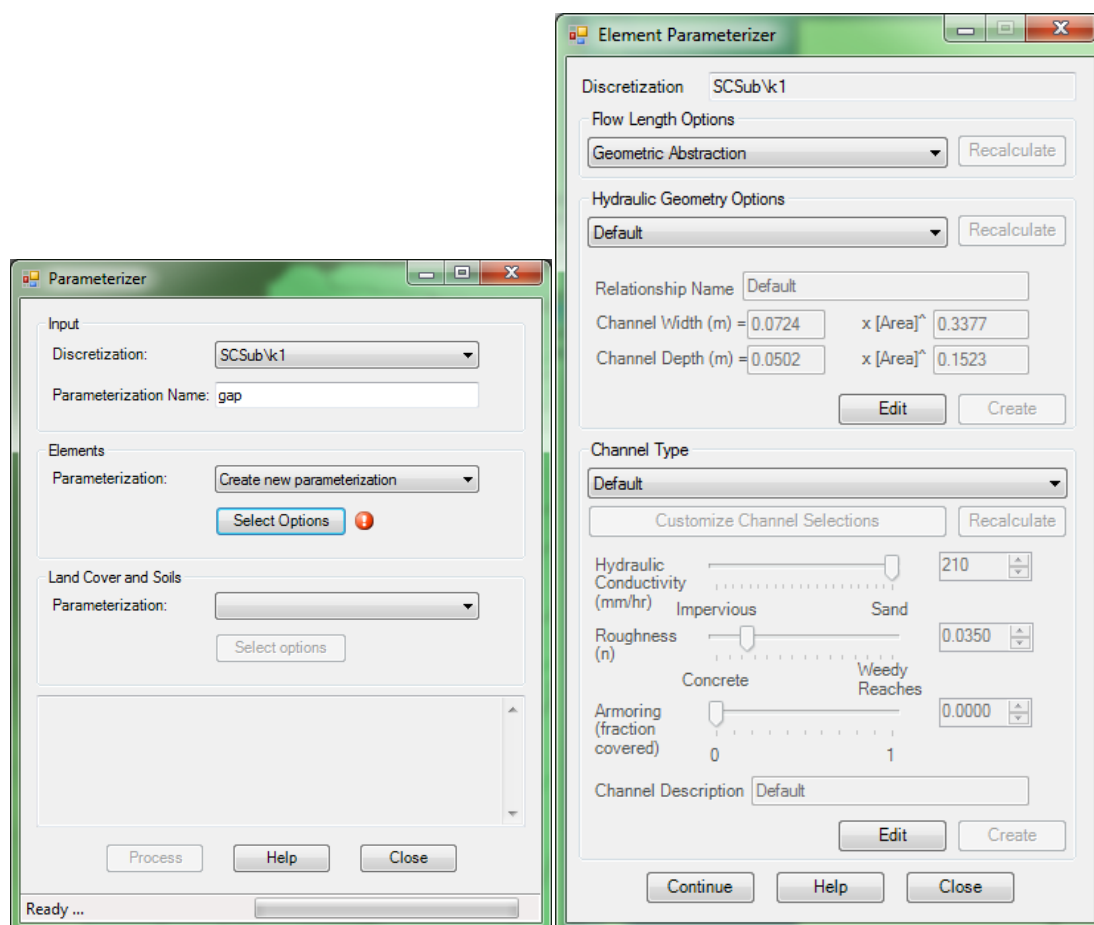 Parameterizer
Input
Discretization: SCSub\k1
Parameterization Name: gap
Elements
Parameterization: Create new parameterization
Select Options
Land Cover and Soils
Parameterization:
Select options
Process Help Close
Ready ...
Element Parameterizer
Discretization SCSub\k1
Flow Length Options
Geometric Abstraction Recalculate
Hydraulic Geometry Options
Default Recalculate
Relationship Name Default
Channel Width (m) = 0.0724 x [Area]^ 0.3377
Channel Depth (m) = 0.0502 x [Area]^ 0.1523
Edit Create
Channel Type
Default
Customize Channel Selections Recalculate
Hydraulic
Conductivity
(mm/hr)
210
Impervious Sand
Roughness
(n)
0.0350
Concrete
Weedy
Reaches
Armoring
(fraction
covered)
0.0000
0 1
Channel Description Default
Edit Create
Continue Help Close